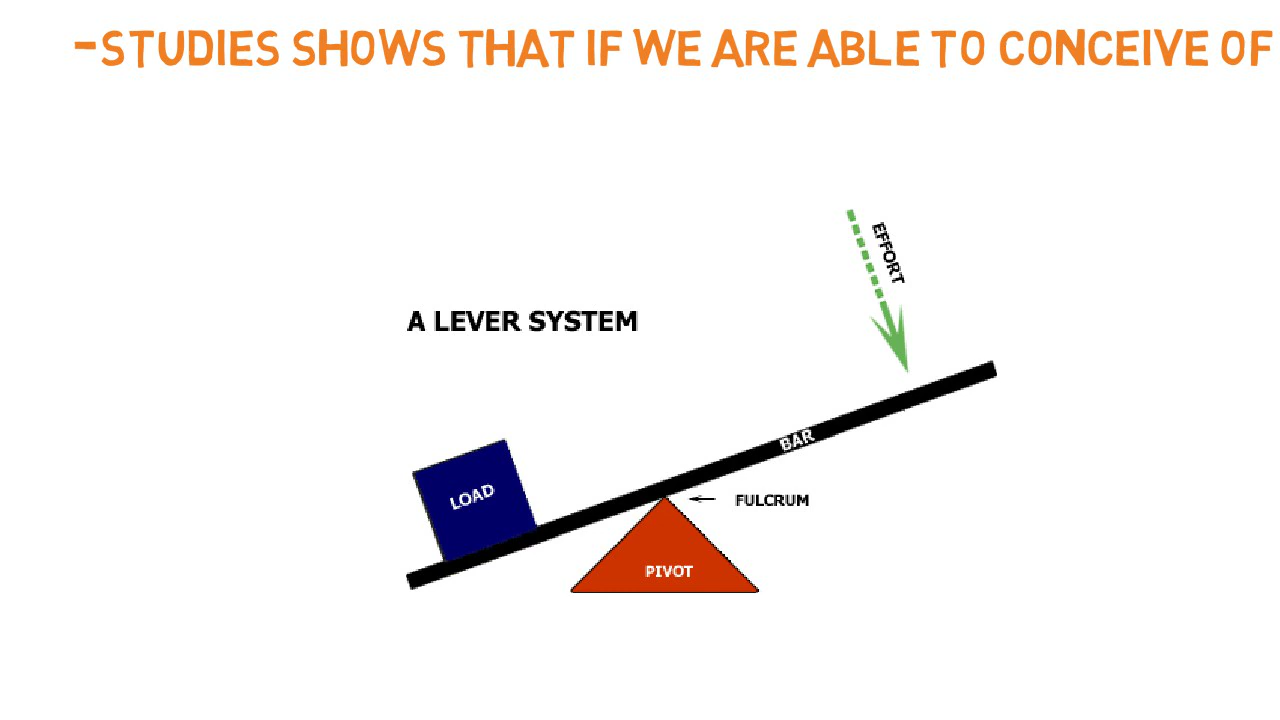 -STUDIES SHOWS THAT IF WE ARE ABLE TO CONCEIVE OF
EFFORT
A LEVER SYSTEM
BAR
LOAD
FULCRUM
PIVOT